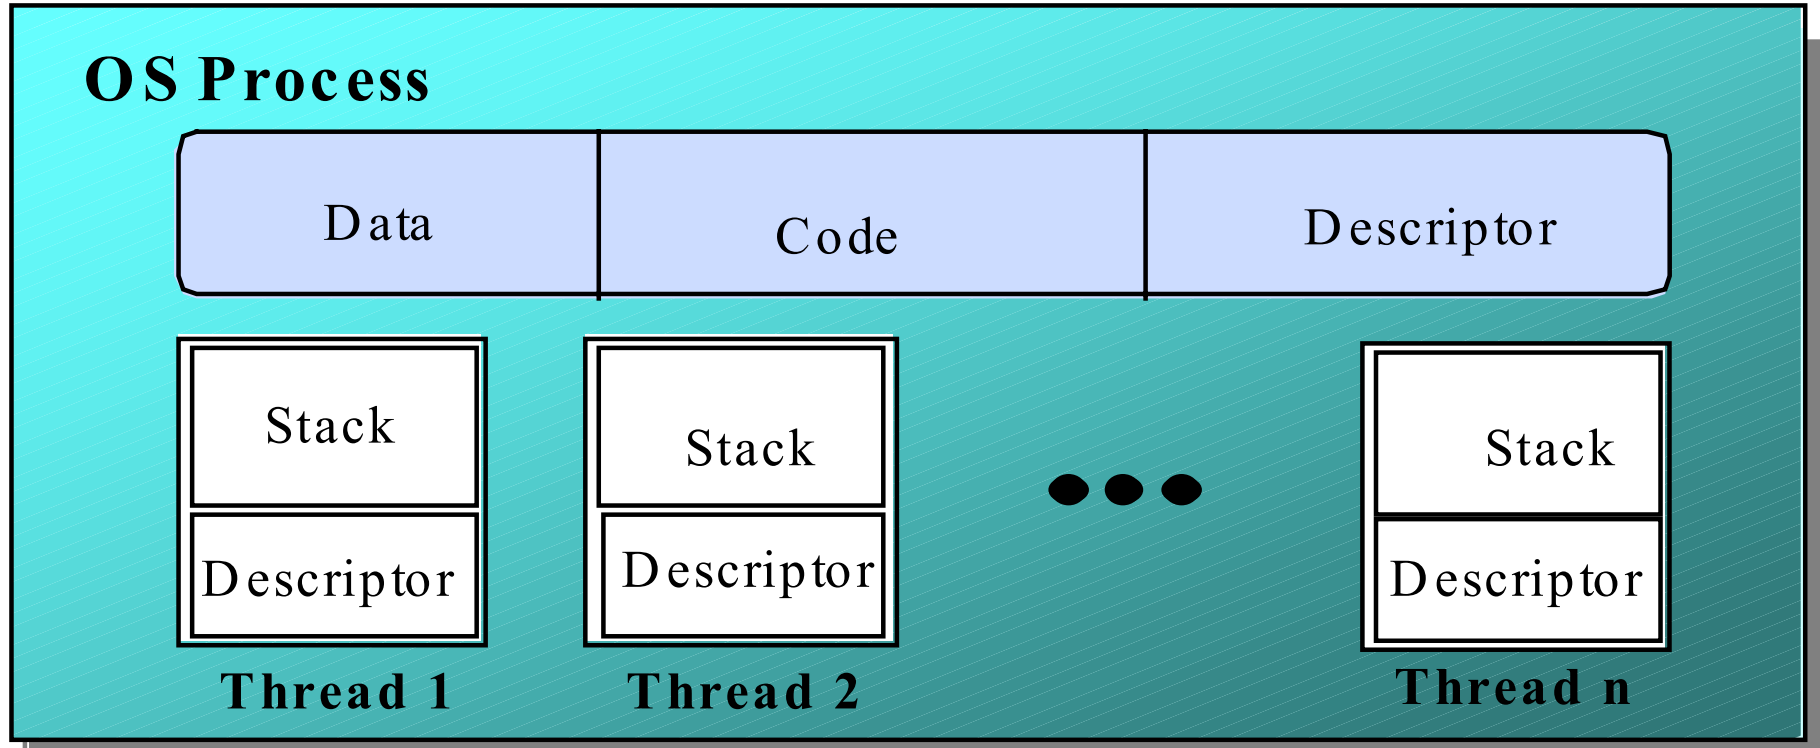 OS Process
Data Code Descriptor
Stack Stack Stack
Descriptor Descriptor Descriptor
Thread 1 Thread 2 Thread n